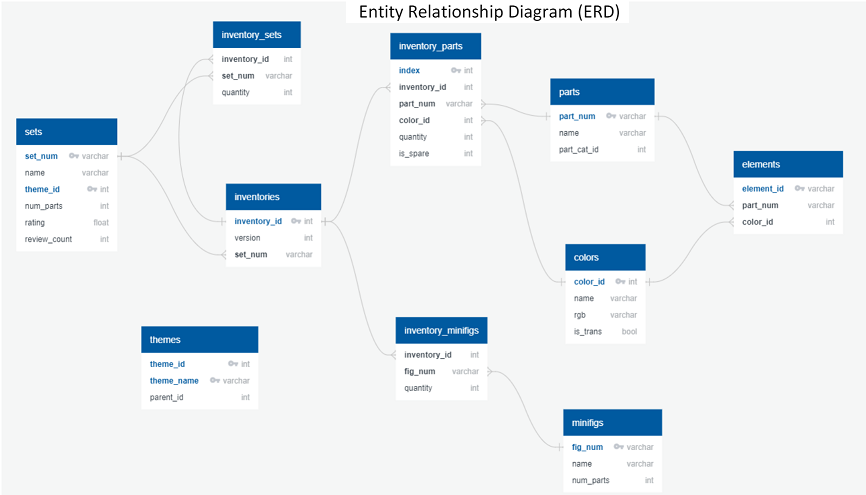 Entity Relationship Diagram (ERD)
inventory_sets
inventory_id int
set_num varchar
quantity int
inventory_parts
index int
inventory_id int
part_num varchar
color_id int
quantity int
is_spare int
parts
part_num varchar
name varchar
part_cat_id int
sets
set_num varchar
name varchar
theme_id int
num_parts int
rating float
review_count int
elements
element_id varchar
part_num varchar
color_id int
inventories
inventory_id int
version int
set_num varchar
colors
color_id int
name varchar
rgb varchar
is_trans bool
themes
theme_id int
theme_name varchar
parent_id int
inventory_minifigs
inventory_id int
fig_num varchar
quantity int
minifigs
fig_num varchar
name varchar
num_parts int